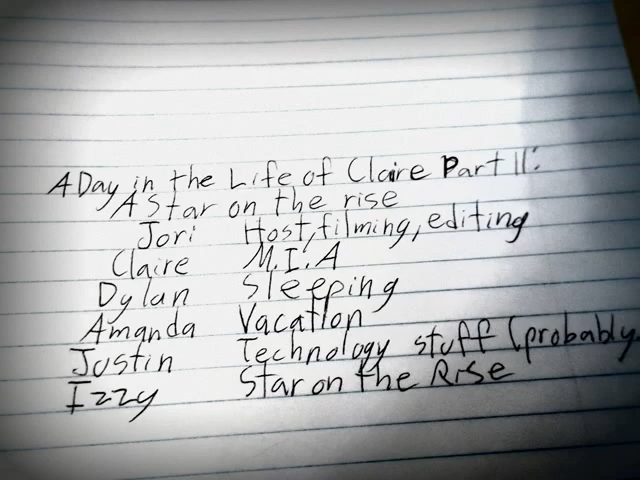 A Day in the Life of Claire Part II:
A Star on the rise
Jori Host, filming, editing
Claire M.I.A
Dylan Sleeping
Amanda Vacation
Justin Technology stuff (probably
Izzy Star on the Rise